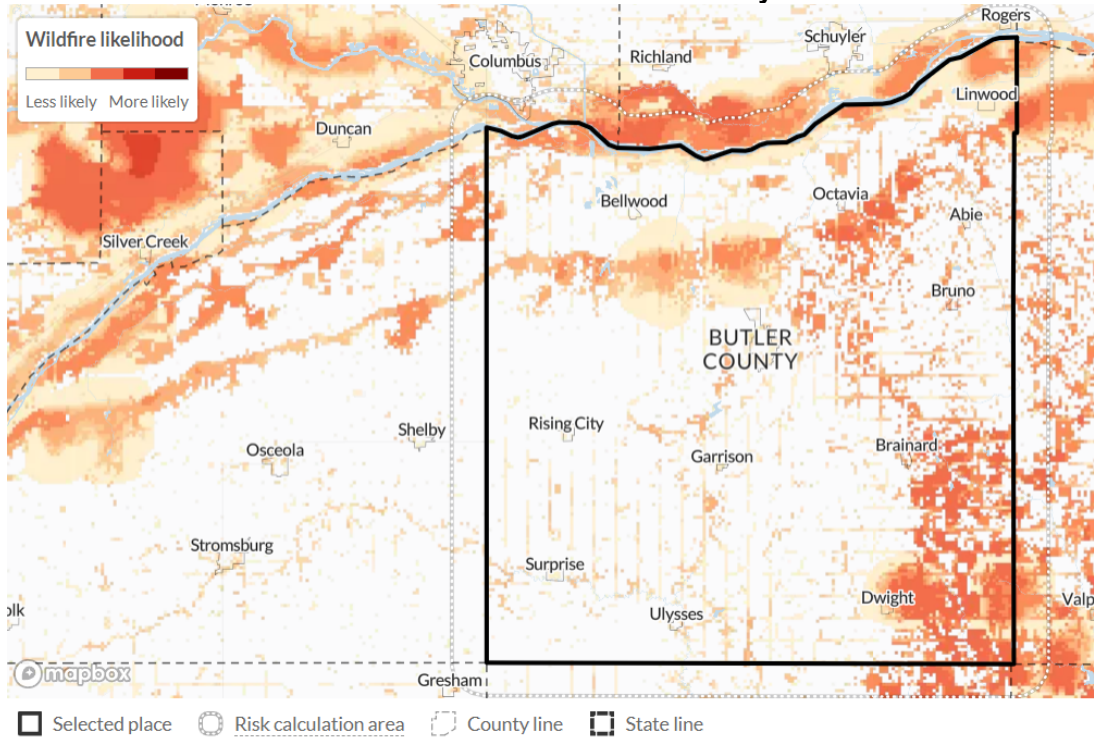 Rogers
Wildfire likelihood
Less likely More likely
Schuyler
Columbus
Richland
Linwood
Duncan
Bellwood
Octavia
Abie
Silver Creek
Bruno
BUTLER
COUNTY
Rising City
Shelby
Osceola
Garrison
Brainard
Stromsburg
Surprise
Dwight
Valp
olk
Ulysses
mapbox
Gresham
Selected place Risk calculation area County line State line